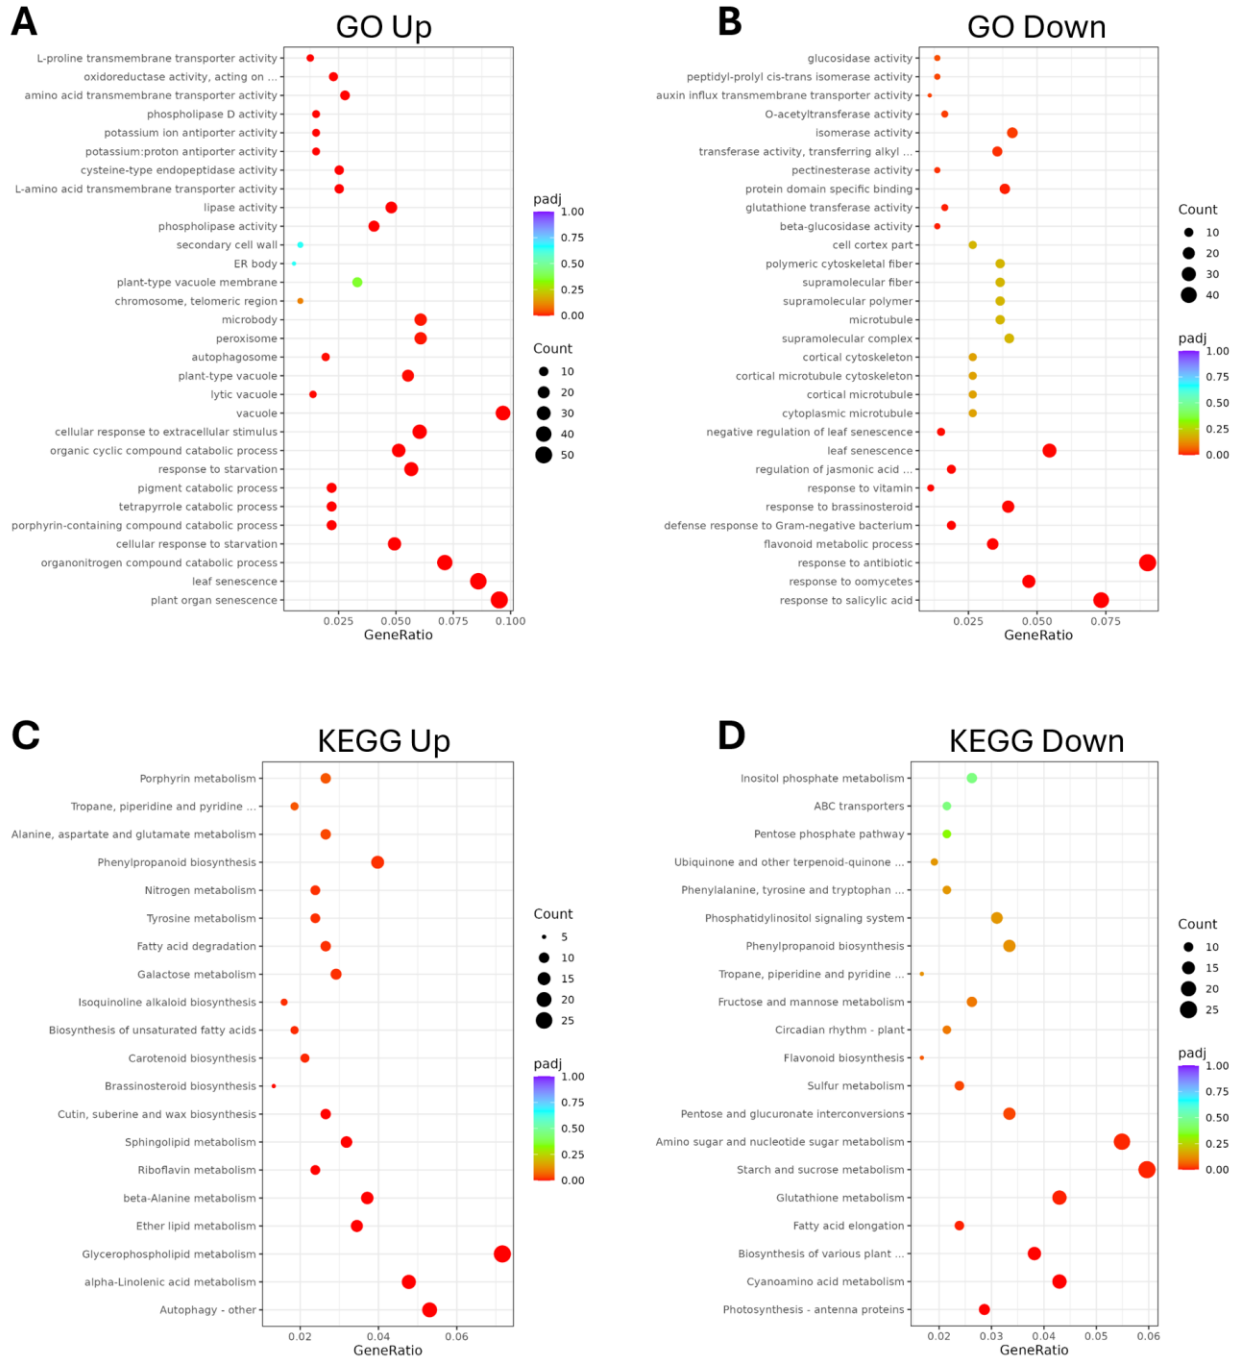 A
GO Up
L-proline transmembrane transporter activity
oxidoreductase activity, acting on ...
amino acid transmembrane transporter activity
phospholipase D activity
potassium ion antiporter activity
potassium:proton antiporter activity
cysteine-type endopeptidase activity
L-amino acid transmembrane transporter activity
lipase activity
phospholipase activity
secondary cell wall
ER body
plant-type vacuole membrane
chromosome, telomeric region
microbody
peroxisome
autophagosome
plant-type vacuole
lytic vacuole
vacuole
cellular response to extracellular stimulus
organic cyclic compound catabolic process
response to starvation
pigment catabolic process
tetrapyrrole catabolic process
porphyrin-containing compound catabolic process
cellular response to starvation
organonitrogen compound catabolic process
leaf senescence
plant organ senescence
0.025 0.050 0.075 0.100
GeneRatio
padj
1.00
0.75
0.50
0.25
0.00
Count
10
20
30
40
50
B
GO Down
glucosidase activity
peptidyl-prolyl cis-trans isomerase activity
auxin influx transmembrane transporter activity
O-acetyltransferase activity
isomerase activity
transferase activity, transferring alkyl ...
pectinesterase activity
protein domain specific binding
glutathione transferase activity
beta-glucosidase activity
cell cortex part
polymeric cytoskeletal fiber
supramolecular fiber
supramolecular polymer
microtubule
supramolecular complex
cortical cytoskeleton
cortical microtubule cytoskeleton
cortical microtubule
cytoplasmic microtubule
negative regulation of leaf senescence
leaf senescence
regulation of jasmonic acid ...
response to vitamin
response to brassinosteroid
defense response to Gram-negative bacterium
flavonoid metabolic process
response to antibiotic
response to oomycetes
response to salicylic acid
0.025 0.050 0.075
GeneRatio
Count
10
20
30
40
padj
1.00
0.75
0.50
0.25
0.00
C
KEGG Up
Porphyrin metabolism
Tropane, piperidine and pyridine ...
Alanine, aspartate and glutamate metabolism
Phenylpropanoid biosynthesis
Nitrogen metabolism
Tyrosine metabolism
Fatty acid degradation
Galactose metabolism
Isoquinoline alkaloid biosynthesis
Biosynthesis of unsaturated fatty acids
Carotenoid biosynthesis
Brassinosteroid biosynthesis
Cutin, suberine and wax biosynthesis
Sphingolipid metabolism
Riboflavin metabolism
beta-Alanine metabolism
Ether lipid metabolism
Glycerophospholipid metabolism
alpha-Linolenic acid metabolism
Autophagy - other
0.02 0.04 0.06
GeneRatio
Count
5
10
15
20
25
padj
1.00
0.75
0.50
0.25
0.00
D
KEGG Down
Inositol phosphate metabolism
ABC transporters
Pentose phosphate pathway
Ubiquinone and other terpenoid-quinone ...
Phenylalanine, tyrosine and tryptophan ...
Phosphatidylinositol signaling system
Phenylpropanoid biosynthesis
Tropane, piperidine and pyridine ...
Fructose and mannose metabolism
Circadian rhythm - plant
Flavonoid biosynthesis
Sulfur metabolism
Pentose and glucuronate interconversions
Amino sugar and nucleotide sugar metabolism
Starch and sucrose metabolism
Glutathione metabolism
Fatty acid elongation
Biosynthesis of various plant ...
Cyanoamino acid metabolism
Photosynthesis - antenna proteins
0.02 0.03 0.04 0.05 0.06
GeneRatio
Count
10
15
20
25
padj
1.00
0.75
0.50
0.25
0.00